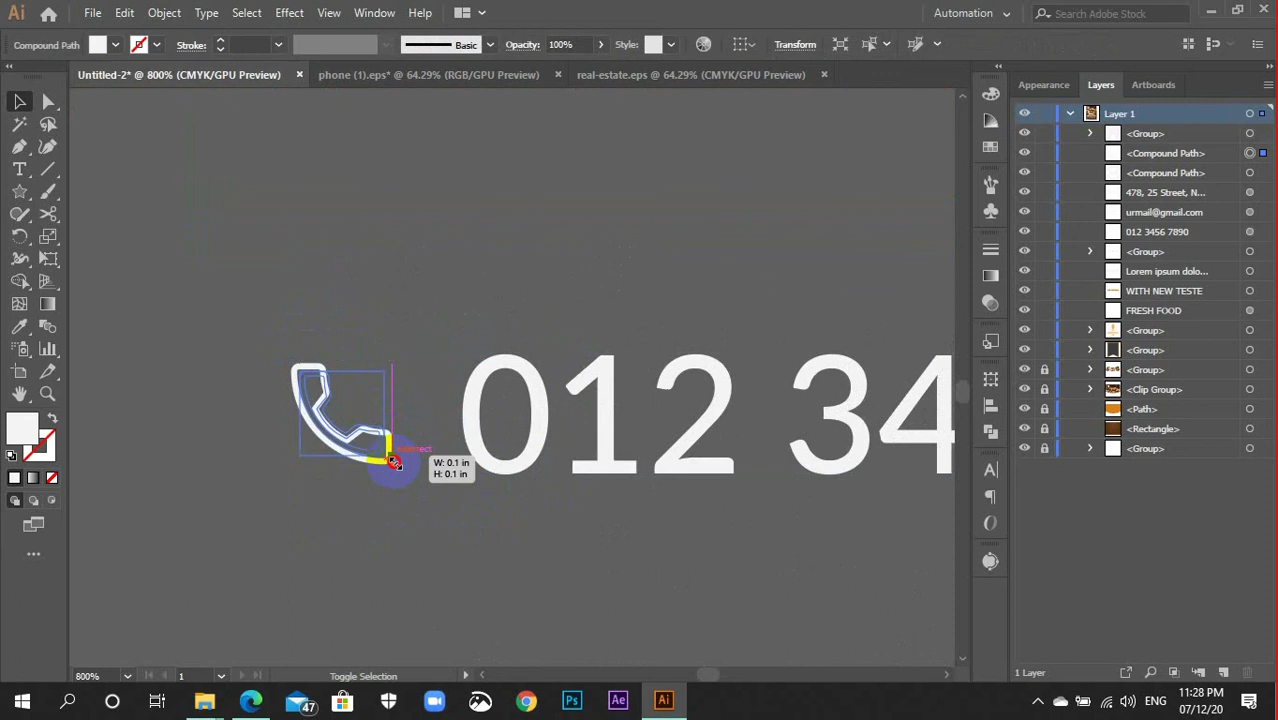 Ai File Edit Object Type Select Effect View Window Help Automation Search Adobe Stock
Compound Path Stroke: Basic Opacity: 100% Style: Transform
Untitled-2* @ 800% (CMYK/GPU Preview) × phone (1).eps* @ 64.29% (RGB/GPU Preview) × real-estate.eps @ 64.29% (CMYK/GPU Preview) ×
Appearance Layers Artboards
Layer 1
<Group>
<Compound Path>
<Compound Path>
478, 25 Street, N...
urmail@gmail.com
012 3456 7890
<Group>
Lorem ipsum dolo...
WITH NEW TESTE
FRESH FOOD
<Group>
<Group>
<Group>
<Clip Group>
<Path>
<Rectangle>
<Group>
012 34
W: 0.1 in
H: 0.1 in
800% 1 Toggle Selection
1 Layer
47 Ps Ae Ai ENG
11:28 PM
07/12/20